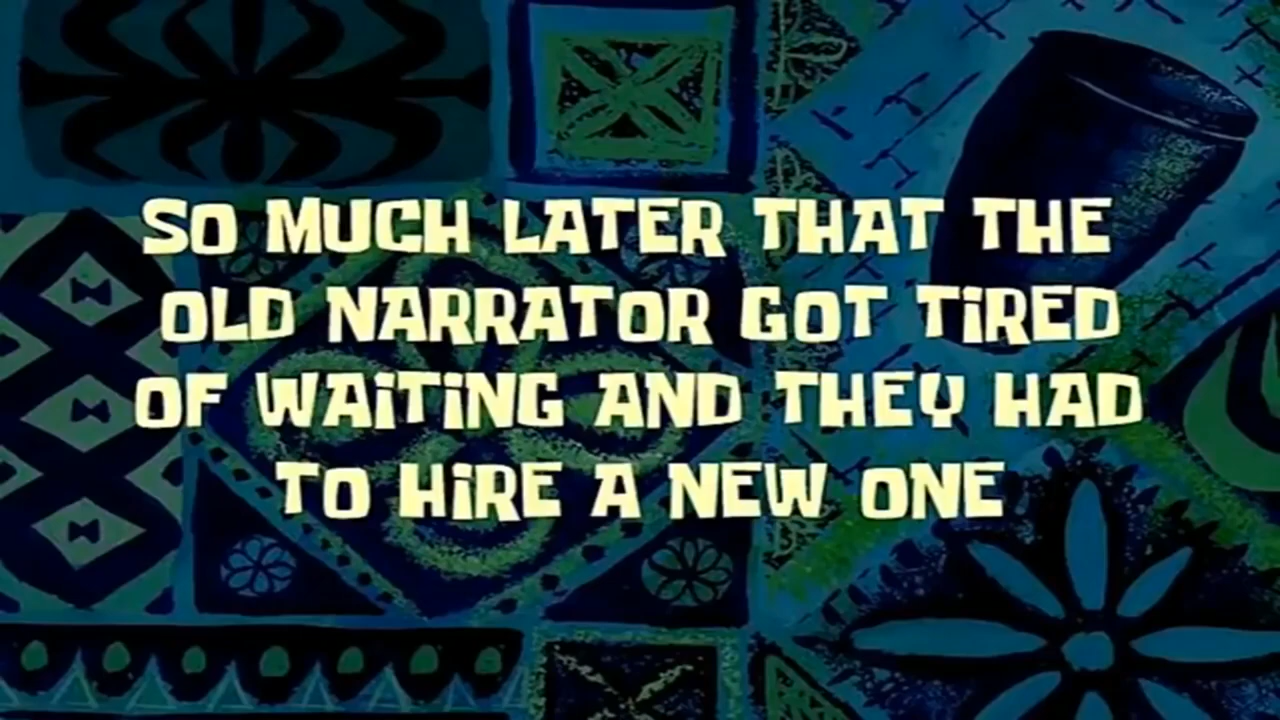 SO MUCH LATER THAT THE
OLD NARRATOR GOT TiRED
OF WAiTiNG AND THEY HAD
TO HiRE A NEW ONE